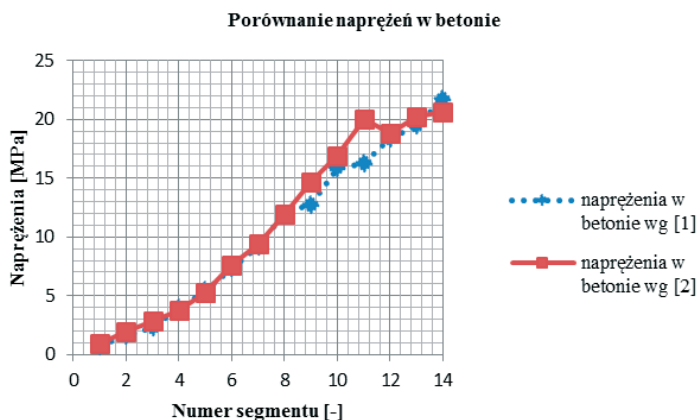 Porównanie naprężeń w betonie
Naprężenia [MPa]
25
20
15
10
5
0
0 2 4 6 8 10 12 14
Numer segmentu [-]
naprężenia w
betonie wg [1]
naprężenia w
betonie wg [2]